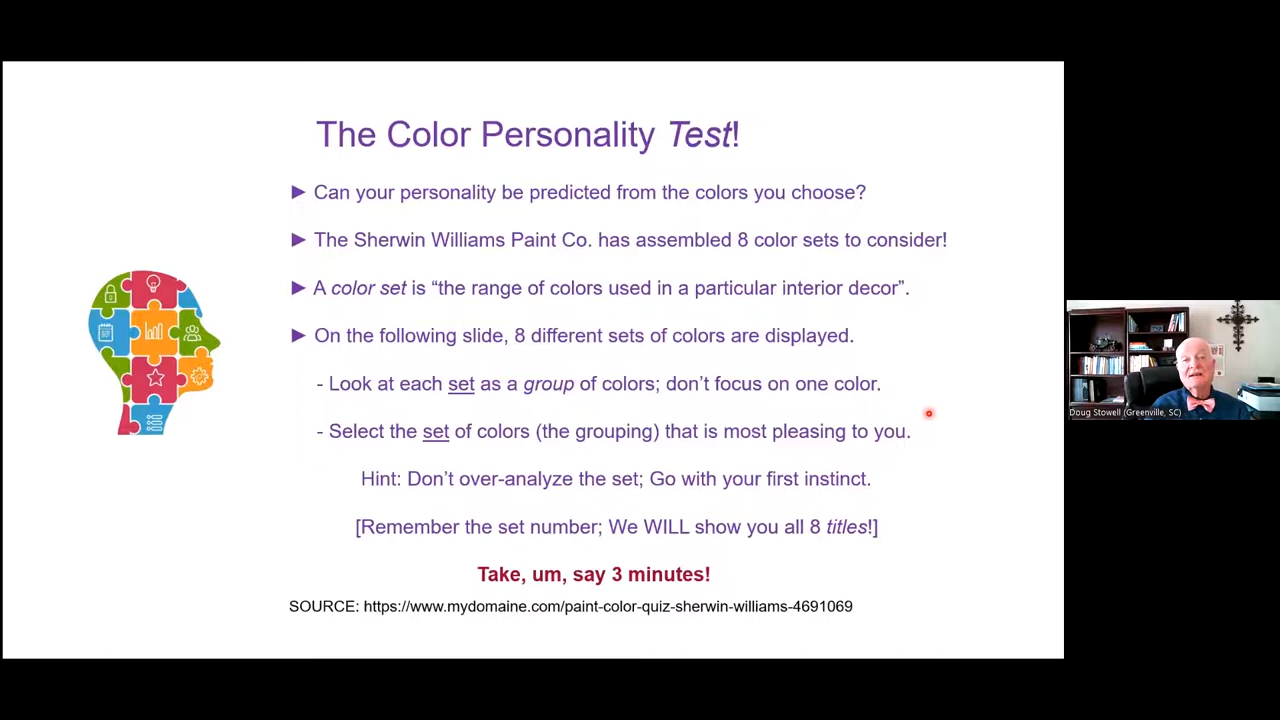 The Color Personality Test!
► Can your personality be predicted from the colors you choose?
► The Sherwin Williams Paint Co. has assembled 8 color sets to consider!
► A color set is “the range of colors used in a particular interior decor”.
► On the following slide, 8 different sets of colors are displayed.
- Look at each set as a group of colors; don’t focus on one color.
- Select the set of colors (the grouping) that is most pleasing to you.
Hint: Don’t over-analyze the set; Go with your first instinct.
[Remember the set number; We WILL show you all 8 titles!]
Take, um, say 3 minutes!
SOURCE: https://www.mydomaine.com/paint-color-quiz-sherwin-williams-4691069
Doug Stowell (Greenville, SC)